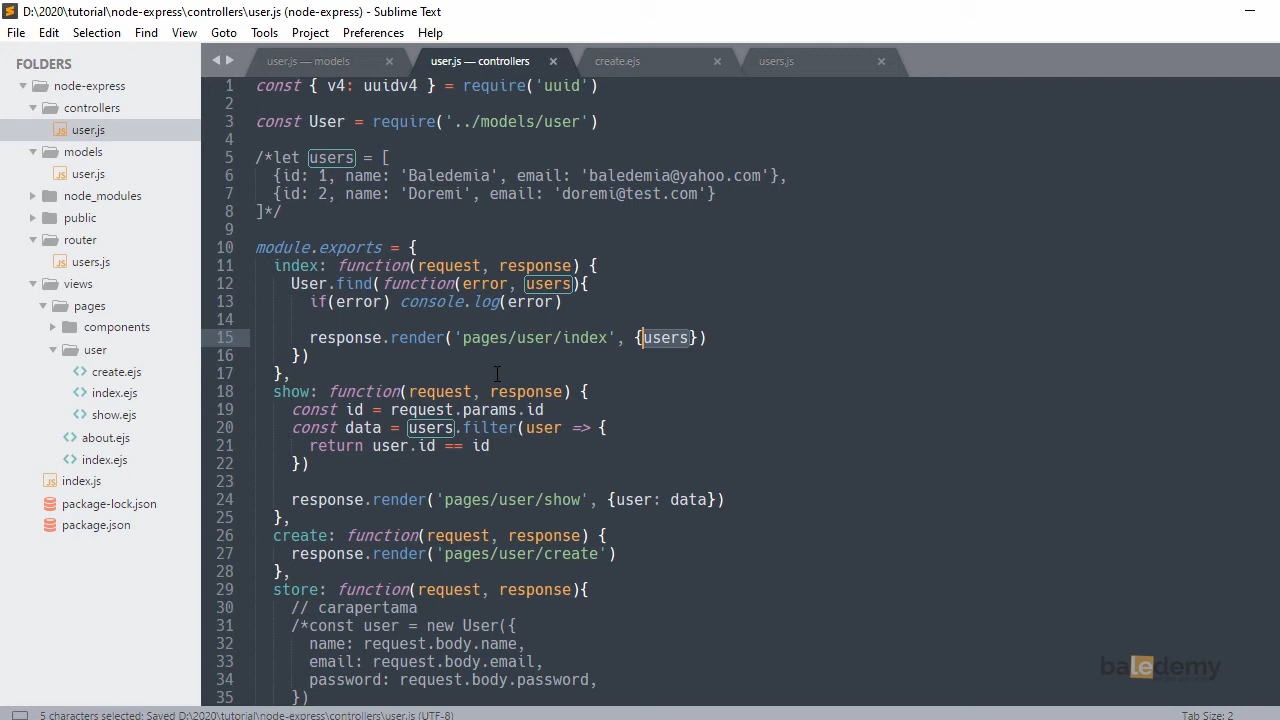 D:\2020\tutorial\node-express\controllers\user.js (node-express) - Sublime Text
File Edit Selection Find View Goto Tools Project Preferences Help
FOLDERS
node-express
controllers
user.js
models
user.js
node_modules
public
router
users.js
views
pages
components
user
create.ejs
index.ejs
show.ejs
about.ejs
index.ejs
index.js
package-lock.json
package.json
user.js — models
user.js — controllers
create.ejs
users.js
1 const { v4: uuidv4 } = require('uuid')
2
3 const User = require('../models/user')
4
5 /*let users = [
6 {id: 1, name: 'Baledemia', email: 'baledemia@yahoo.com'},
7 {id: 2, name: 'Doremi', email: 'doremi@test.com'}
8 ]*/
9
10 module.exports = {
11 index: function(request, response) {
12 User.find(function(error, users){
13 if(error) console.log(error)
14
15 response.render('pages/user/index', {users})
16 })
17 },
18 show: function(request, response) {
19 const id = request.params.id
20 const data = users.filter(user => {
21 return user.id == id
22 })
23
24 response.render('pages/user/show', {user: data})
25 },
26 create: function(request, response) {
27 response.render('pages/user/create')
28 },
29 store: function(request, response){
30 // carapertama
31 /*const user = new User({
32 name: request.body.name,
33 email: request.body.email,
34 password: request.body.password,
35 })
baledemy
5 characters selected; Saved D:\2020\tutorial\node-express\controllers\user.js (UTF-8)
Tab Size: 2